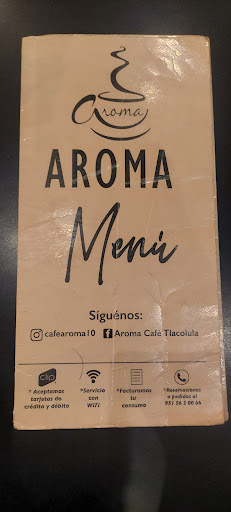 aroma
AROMA
Menú
Síguenos:
cafearoma10 Aroma Café Tlacolula
clip
* Aceptamos
tarjetas de
crédito y débito
*Servicio
con
WiFi
*Facturamos
tu
consumo
*Reservaciones
o pedidos al
951 56 2 00 66